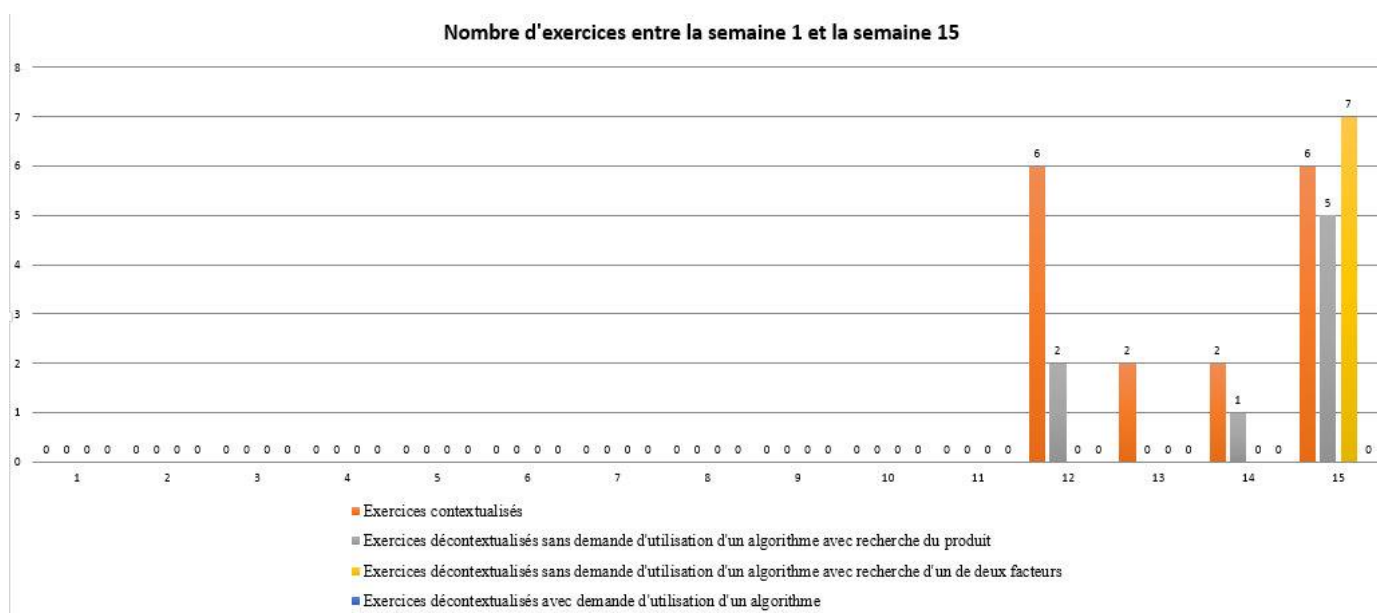 Nombre d'exercices entre la semaine 1 et la semaine 15
8
7
7
6 6
6
5
5
4
3
2 2 2
2
1
1
0 0 0 0 0 0 0 0 0 0 0 0 0 0 0 0 0 0 0 0 0 0 0 0 0 0 0 0 0 0 0 0 0 0 0 0 0 0 0 0 0 0 0 0 0 0 0 0 0 0 0 0
0
1 2 3 4 5 6 7 8 9 10 11 12 13 14 15
Exercices contextualisés
Exercices décontextualisés sans demande d'utilisation d'un algorithme avec recherche du produit
Exercices décontextualisés sans demande d'utilisation d'un algorithme avec recherche d'un de deux facteurs
Exercices décontextualisés avec demande d'utilisation d'un algorithme